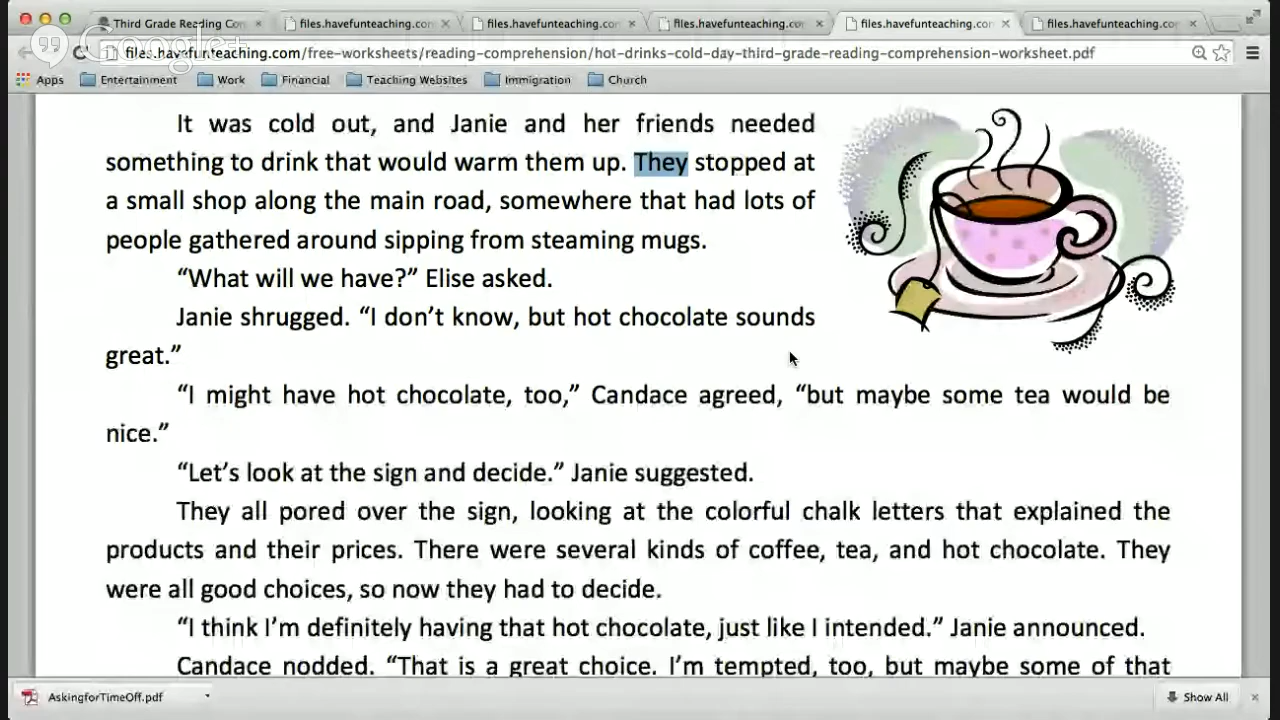 Third Grade Reading Co
files.havefunteaching.co
files.havefunteaching.co
files.havefunteaching.co
files.havefunteaching.co
files.havefunteaching.co
Google+
files.havefunteaching.com/free-worksheets/reading-comprehension/hot-drinks-cold-day-third-grade-reading-comprehension-worksheet.pdf
Apps Entertainment Work Financial Teaching Websites Immigration Church
It was cold out, and Janie and her friends needed
something to drink that would warm them up. They stopped at
a small shop along the main road, somewhere that had lots of
people gathered around sipping from steaming mugs.
“What will we have?” Elise asked.
Janie shrugged. “I don’t know, but hot chocolate sounds
great.”
“I might have hot chocolate, too,” Candace agreed, “but maybe some tea would be
nice.”
“Let’s look at the sign and decide.” Janie suggested.
They all pored over the sign, looking at the colorful chalk letters that explained the
products and their prices. There were several kinds of coffee, tea, and hot chocolate. They
were all good choices, so now they had to decide.
“I think I’m definitely having that hot chocolate, just like I intended.” Janie announced.
Candace nodded. “That is a great choice. I’m tempted, too, but maybe some of that
AskingforTimeOff.pdf
Show All